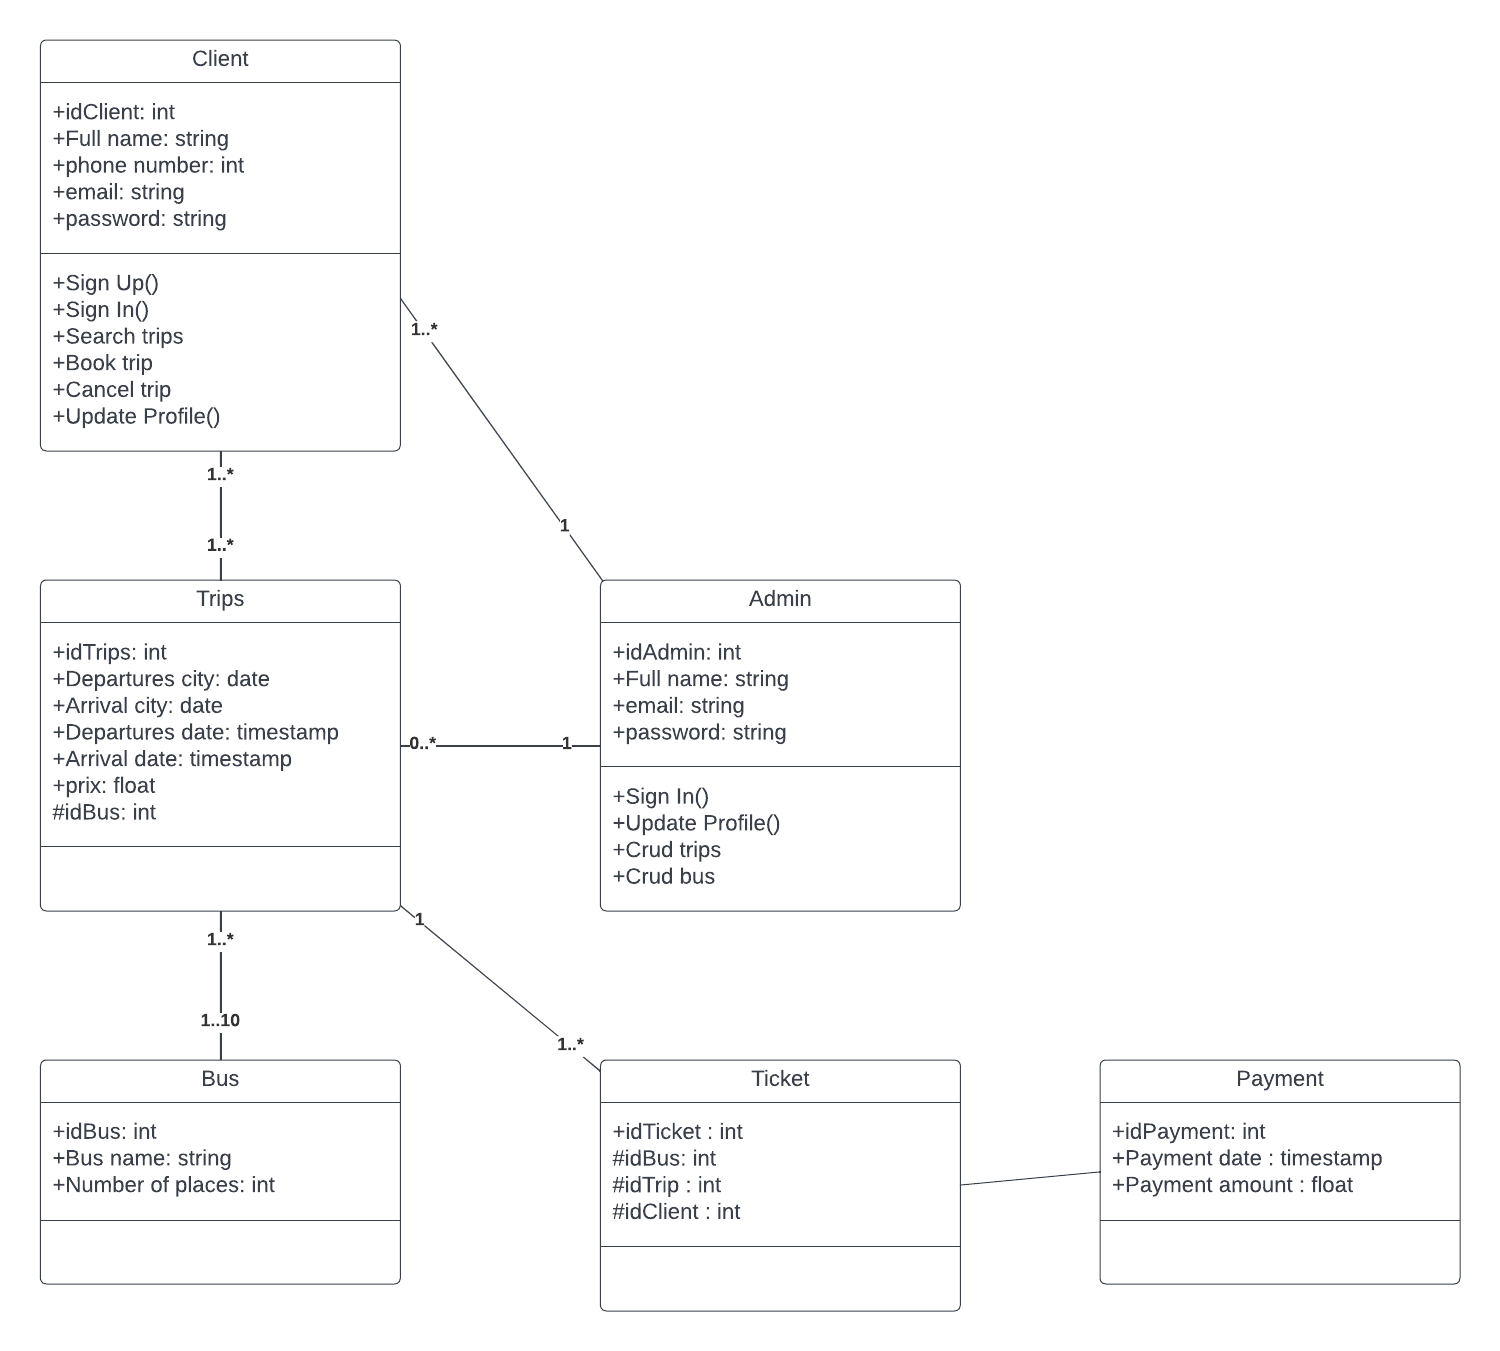 Client
+idClient: int
+Full name: string
+phone number: int
+email: string
+password: string
+Sign Up()
+Sign In()
+Search trips
+Book trip
+Cancel trip
+Update Profile()
1..*
1
1..*
1..*
Trips
+idTrips: int
+Departures city: date
+Arrival city: date
+Departures date: timestamp
+Arrival date: timestamp
+prix: float
#idBus: int
0..*
1
Admin
+idAdmin: int
+Full name: string
+email: string
+password: string
+Sign In()
+Update Profile()
+Crud trips
+Crud bus
1..*
1..10
1
1..*
Bus
+idBus: int
+Bus name: string
+Number of places: int
Ticket
+idTicket : int
#idBus: int
#idTrip : int
#idClient : int
Payment
+idPayment: int
+Payment date : timestamp
+Payment amount : float